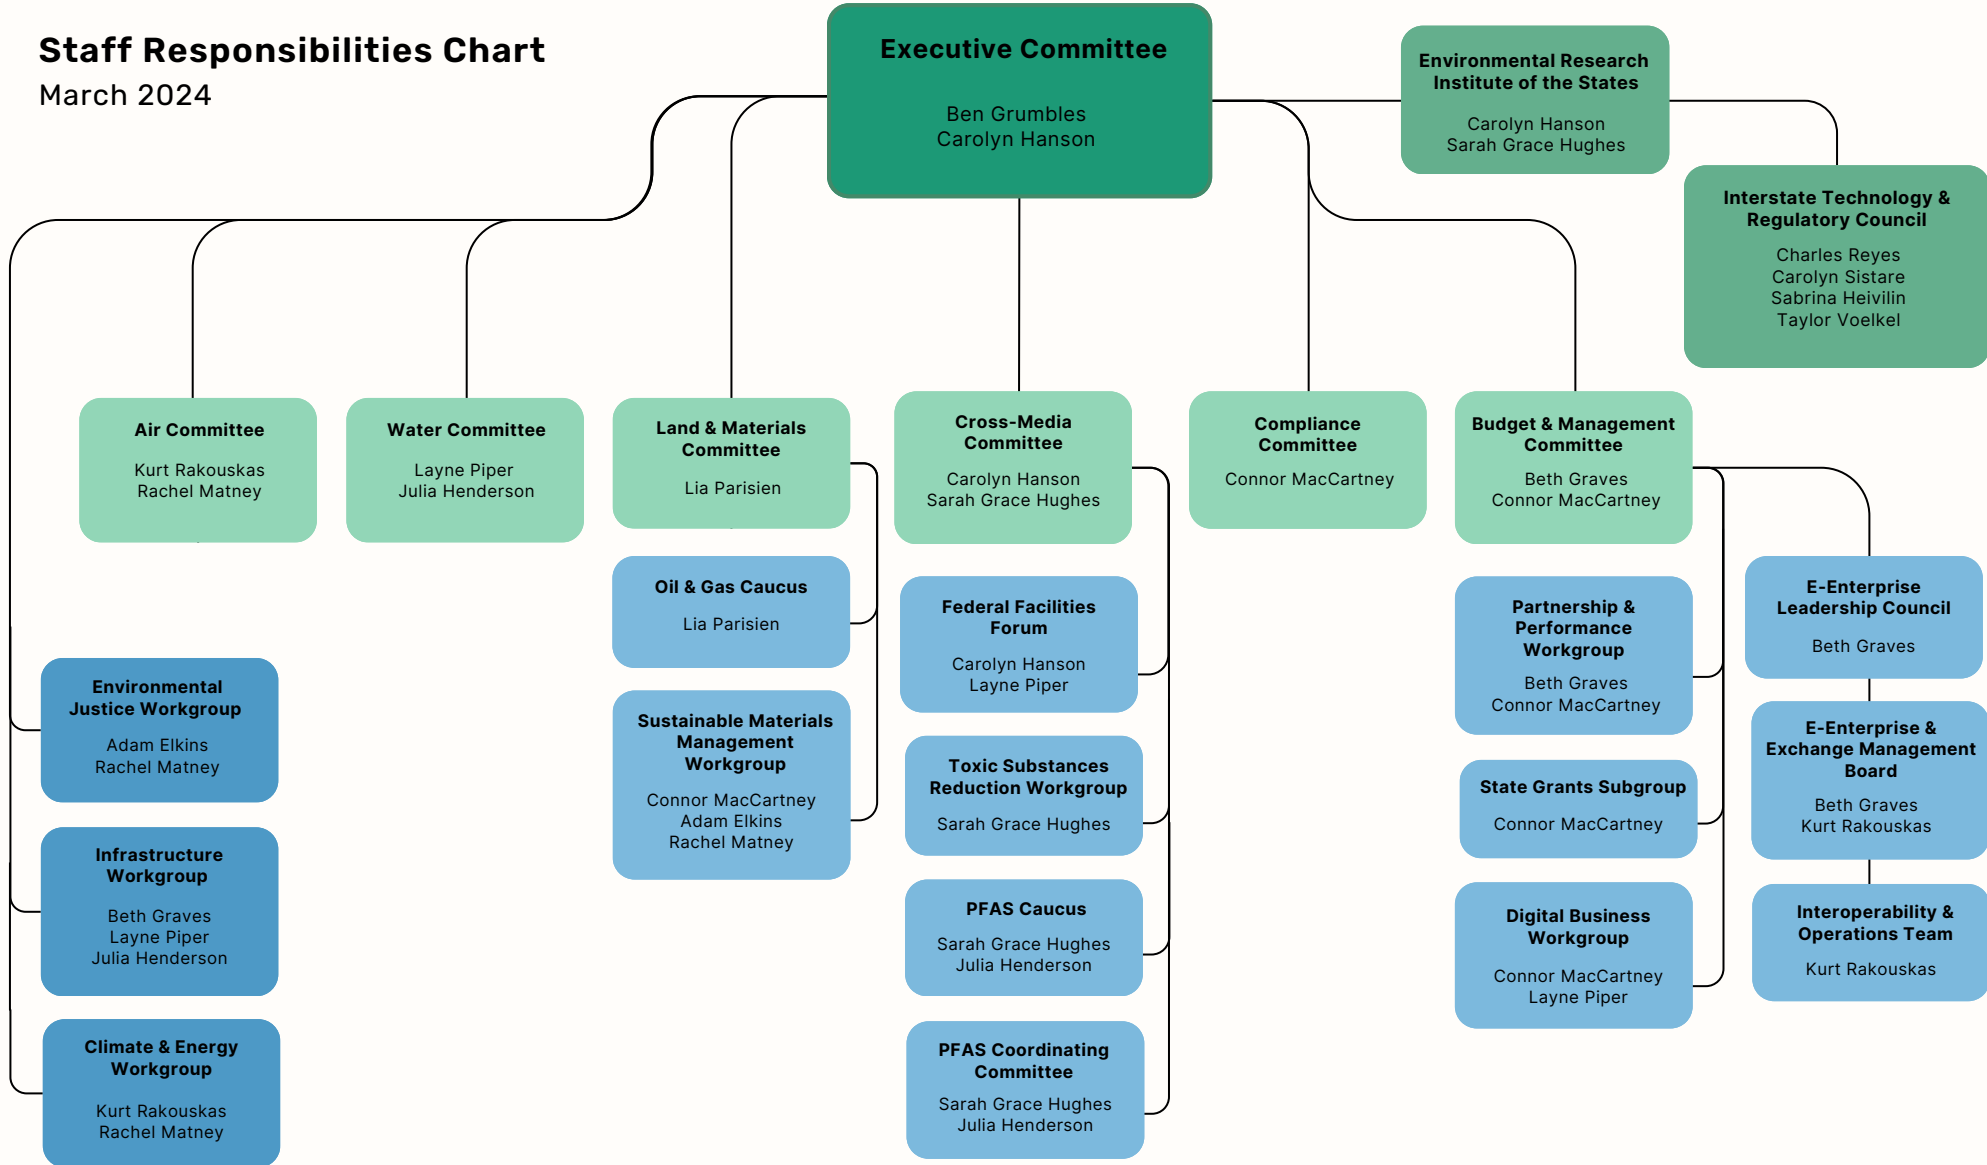 Staff Responsibilities Chart
March 2024
Executive Committee
Ben Grumbles
Carolyn Hanson
Environmental Research
Institute of the States
Carolyn Hanson
Sarah Grace Hughes
Interstate Technology &
Regulatory Council
Charles Reyes
Carolyn Sistare
Sabrina Heivilin
Taylor Voelkel
Air Committee
Kurt Rakouskas
Rachel Matney
Water Committee
Layne Piper
Julia Henderson
Land & Materials
Committee
Lia Parisien
Cross-Media
Committee
Carolyn Hanson
Sarah Grace Hughes
Compliance
Committee
Connor MacCartney
Budget & Management
Committee
Beth Graves
Connor MacCartney
Environmental
Justice Workgroup
Adam Elkins
Rachel Matney
Infrastructure
Workgroup
Beth Graves
Layne Piper
Julia Henderson
Climate & Energy
Workgroup
Kurt Rakouskas
Rachel Matney
Oil & Gas Caucus
Lia Parisien
Sustainable Materials
Management
Workgroup
Connor MacCartney
Adam Elkins
Rachel Matney
Federal Facilities
Forum
Carolyn Hanson
Layne Piper
Toxic Substances
Reduction Workgroup
Sarah Grace Hughes
PFAS Caucus
Sarah Grace Hughes
Julia Henderson
PFAS Coordinating
Committee
Sarah Grace Hughes
Julia Henderson
Partnership &
Performance
Workgroup
Beth Graves
Connor MacCartney
State Grants Subgroup
Connor MacCartney
Digital Business
Workgroup
Connor MacCartney
Layne Piper
E-Enterprise
Leadership Council
Beth Graves
E-Enterprise &
Exchange Management
Board
Beth Graves
Kurt Rakouskas
Interoperability &
Operations Team
Kurt Rakouskas